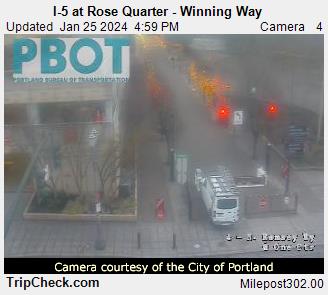 I-5 at Rose Quarter - Winning Way
Updated Jan 25 2024 4:59 PM Camera 4
PBOT
PORTLAND BUREAU OF TRANSPORTATION
Camera courtesy of the City of Portland
TripCheck.com Milepost302.00